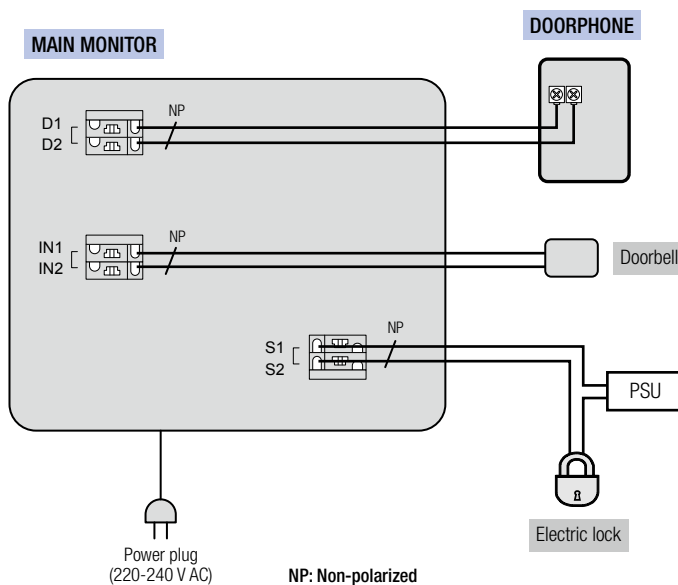 MAIN MONITOR
DOORPHONE
D1
D2
NP
IN1
IN2
NP
Doorbell
S1
S2
NP
PSU
Electric lock
Power plug
(220-240 V AC)
NP: Non-polarized